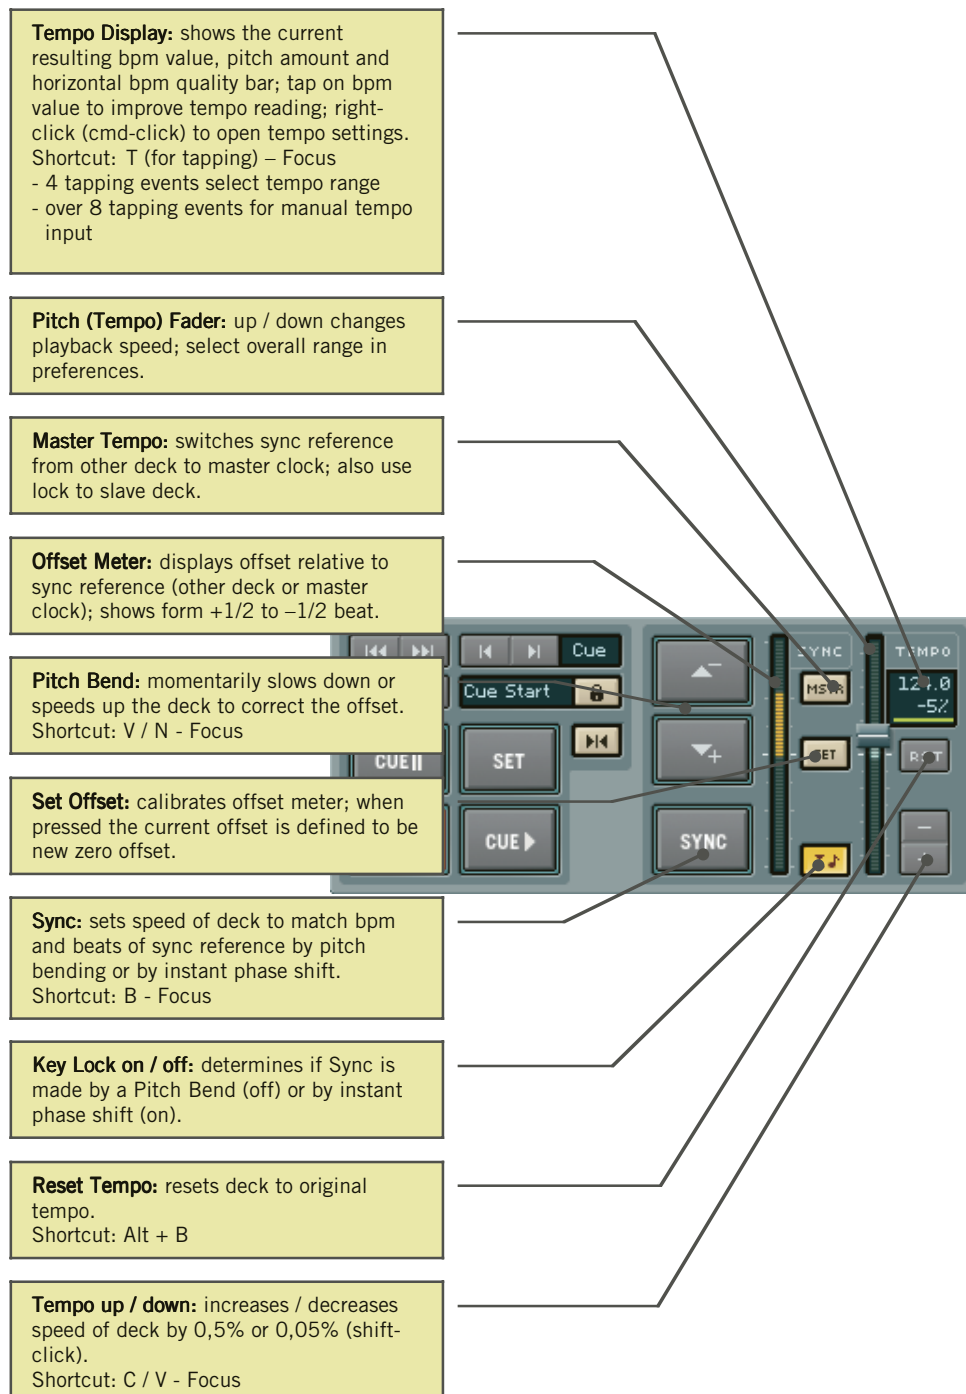 Tempo Display: shows the current
resulting bpm value, pitch amount and
horizontal bpm quality bar; tap on bpm
value to improve tempo reading; right-
click (cmd-click) to open tempo settings.
Shortcut: T (for tapping) – Focus
- 4 tapping events select tempo range
- over 8 tapping events for manual tempo
input
Pitch (Tempo) Fader: up / down changes
playback speed; select overall range in
preferences.
Master Tempo: switches sync reference
from other deck to master clock; also use
lock to slave deck.
Offset Meter: displays offset relative to
sync reference (other deck or master
clock); shows form +1/2 to –1/2 beat.
Pitch Bend: momentarily slows down or
speeds up the deck to correct the offset.
Shortcut: V / N - Focus
Set Offset: calibrates offset meter; when
pressed the current offset is defined to be
new zero offset.
Sync: sets speed of deck to match bpm
and beats of sync reference by pitch
bending or by instant phase shift.
Shortcut: B - Focus
Key Lock on / off: determines if Sync is
made by a Pitch Bend (off) or by instant
phase shift (on).
Reset Tempo: resets deck to original
tempo.
Shortcut: Alt + B
Tempo up / down: increases / decreases
speed of deck by 0,5% or 0,05% (shift-
click).
Shortcut: C / V - Focus
Cue
Cue Start
CUE
SET
CUE
SYNC
SYNC
TEMPO
-5%